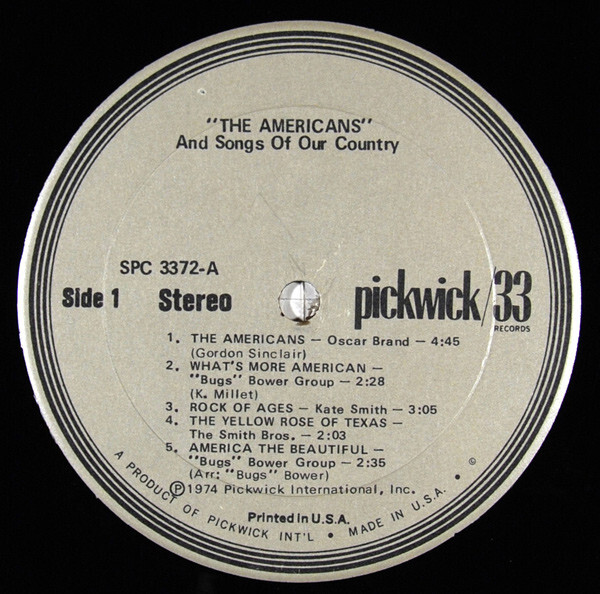 "THE AMERICANS"
And Songs Of Our Country
SPC 3372-A
Side 1 Stereo pickwick/33
RECORDS
1. THE AMERICANS — Oscar Brand — 4:45
(Gordon Sinclair)
2. WHAT'S MORE AMERICAN —
"Bugs" Bower Group — 2:28
(K. Millet)
3. ROCK OF AGES — Kate Smith — 3:05
4. THE YELLOW ROSE OF TEXAS —
The Smith Bros. — 2:03
5. AMERICA THE BEAUTIFUL —
"Bugs" Bower Group — 2:35
(Arr: "Bugs" Bower)
℗1974 Pickwick International, Inc.
Printed in U.S.A.
A PRODUCT OF PICKWICK INT'L • MADE IN U.S.A. • ©